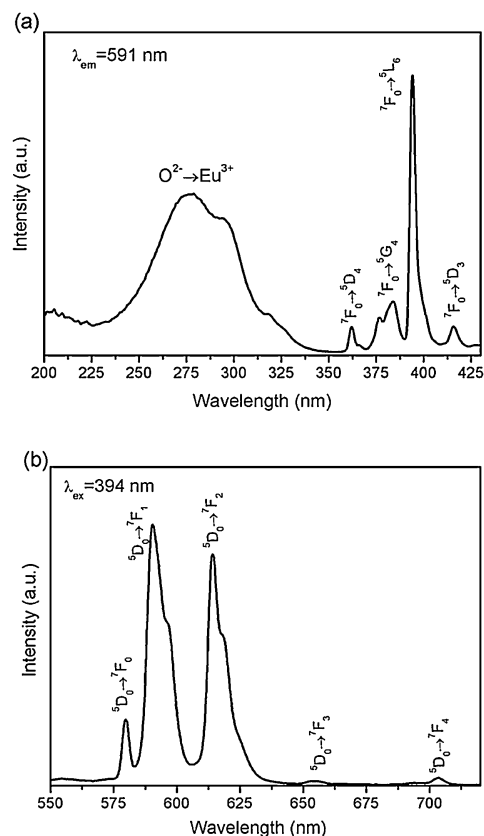 (a)
λem=591 nm
O²⁻→Eu³⁺
⁷F₀→⁵D₄
⁷F₀→⁵G₄
⁷F₀→⁵L₆
⁷F₀→⁵D₃
Intensity (a.u.)
200 225 250 275 300 325 350 375 400 425
Wavelength (nm)
(b)
λex=394 nm
⁵D₀→⁷F₀
⁵D₀→⁷F₁
⁵D₀→⁷F₂
⁵D₀→⁷F₃
⁵D₀→⁷F₄
Intensity (a.u.)
550 575 600 625 650 675 700
Wavelength (nm)